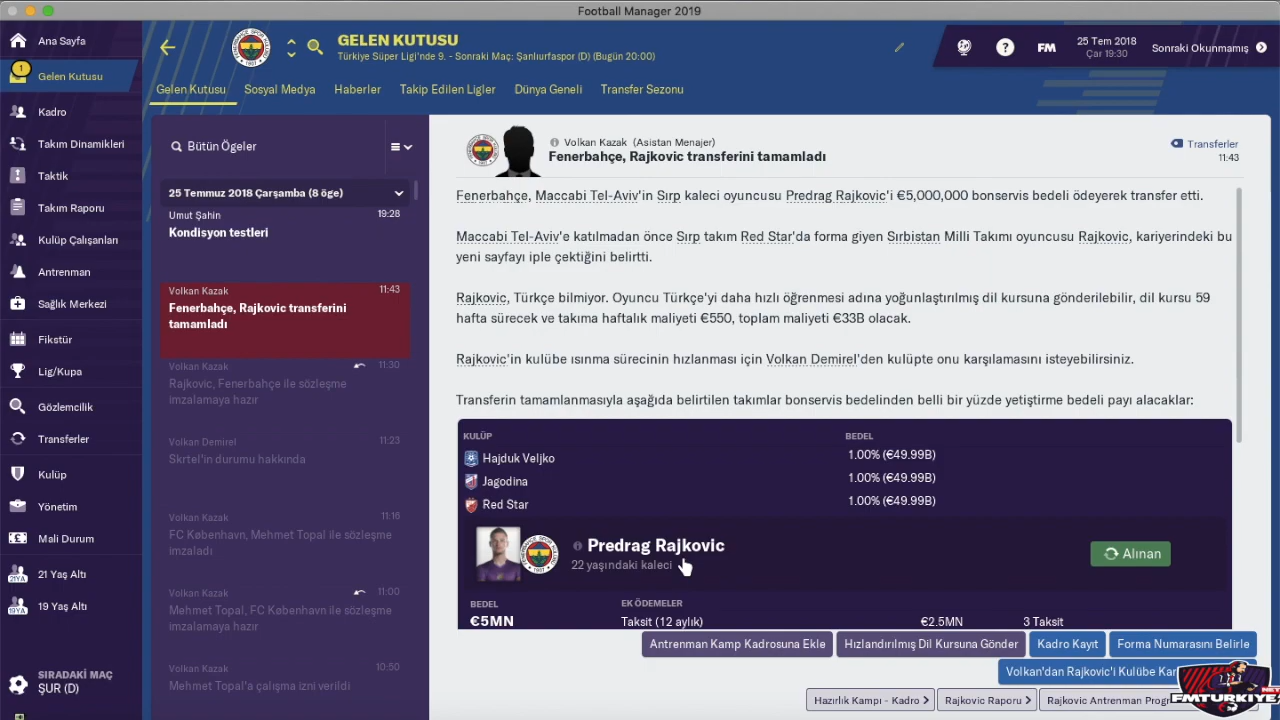 Football Manager 2019
Ana Sayfa
1
Gelen Kutusu
Kadro
Takım Dinamikleri
Taktik
Takım Raporu
Kulüp Çalışanları
Antrenman
Sağlık Merkezi
Fikstür
Lig/Kupa
Gözlemcilik
Transferler
Kulüp
Yönetim
Mali Durum
21YA
21 Yaş Altı
19YA
19 Yaş Altı
SIRADAKİ MAÇ
ŞUR (D)
GELEN KUTUSU
Türkiye Süper Ligi'nde 9. - Sonraki Maç: Şanlıurfaspor (D) (Bugün 20:00)
?
FM
25 Tem 2018
Çar 19:30
Sonraki Okunmamış
Gelen Kutusu
Sosyal Medya
Haberler
Takip Edilen Ligler
Dünya Geneli
Transfer Sezonu
Bütün Ögeler
25 Temmuz 2018 Çarşamba (8 öge)
Umut Şahin 19:28
Kondisyon testleri
Volkan Kazak 11:43
Fenerbahçe, Rajkovic transferini
tamamladı
Volkan Kazak 11:30
Rajkovic, Fenerbahçe ile sözleşme
imzalamaya hazır
Volkan Demirel 11:23
Skrtel'in durumu hakkında
Volkan Kazak 11:16
FC København, Mehmet Topal ile sözleşme
imzaladı
Volkan Kazak 11:00
Mehmet Topal, FC København ile sözleşme
imzalamaya hazır
Volkan Kazak 10:50
Mehmet Topal'a çalışma izni verildi
Volkan Kazak (Asistan Menajer)
Fenerbahçe, Rajkovic transferini tamamladı
Transferler
11:43
Fenerbahçe, Maccabi Tel-Aviv'in Sırp kaleci oyuncusu Predrag Rajkovic'i €5,000,000 bonservis bedeli ödeyerek transfer etti.
Maccabi Tel-Aviv'e katılmadan önce Sırp takım Red Star'da forma giyen Sırbistan Milli Takımı oyuncusu Rajkovic, kariyerindeki bu
yeni sayfayı iple çektiğini belirtti.
Rajkovic, Türkçe bilmiyor. Oyuncu Türkçe'yi daha hızlı öğrenmesi adına yoğunlaştırılmış dil kursuna gönderilebilir, dil kursu 59
hafta sürecek ve takıma haftalık maliyeti €550, toplam maliyeti €33B olacak.
Rajkovic'in kulübe ısınma sürecinin hızlanması için Volkan Demirel'den kulüpte onu karşılamasını isteyebilirsiniz.
Transferin tamamlanmasıyla aşağıda belirtilen takımlar bonservis bedelinden belli bir yüzde yetiştirme bedeli payı alacaklar:
KULÜP BEDEL
Hajduk Veljko 1.00% (€49.99B)
Jagodina 1.00% (€49.99B)
Red Star 1.00% (€49.99B)
Predrag Rajkovic
22 yaşındaki kaleci
Alınan
BEDEL EK ÖDEMELER
€5MN Taksit (12 aylık) €2.5MN 3 Taksit
Antrenman Kamp Kadrosuna Ekle
Hızlandırılmış Dil Kursuna Gönder
Kadro Kayıt
Forma Numarasını Belirle
Volkan'dan Rajkovic'i Kulübe
Hazırlık Kampı - Kadro
Rajkovic Raporu
Rajkovic Antrenman
FMTURKIYE.NET